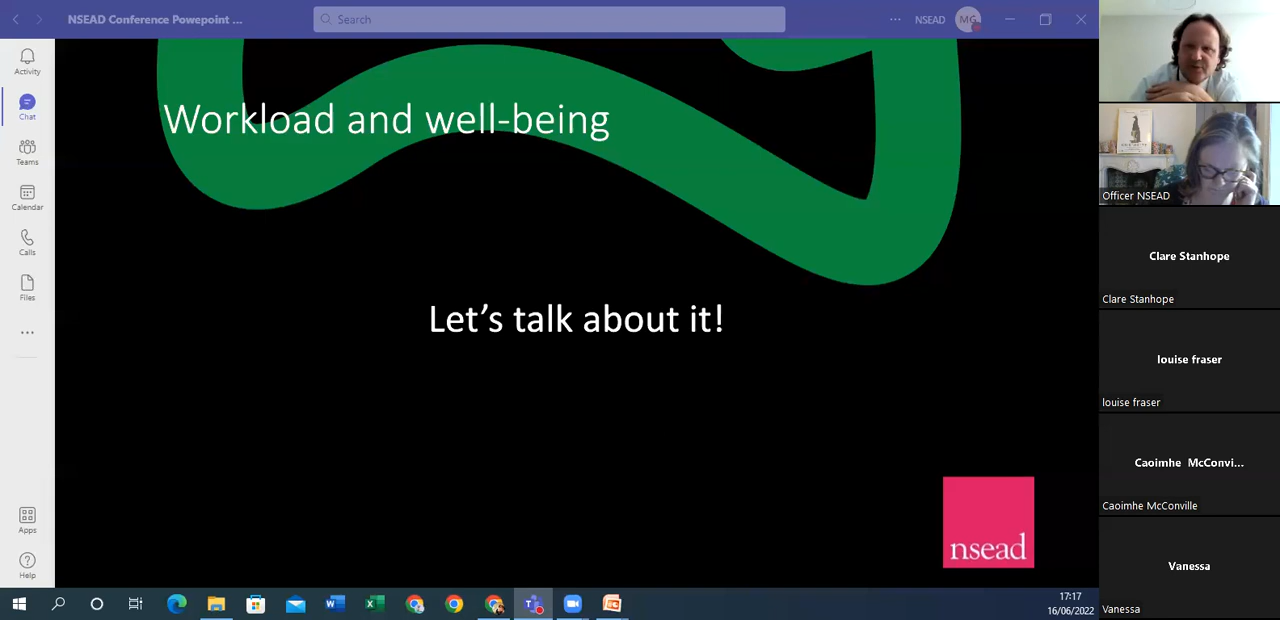 NSEAD Conference Powepoint ...
Search
NSEAD
MG
Activity
Chat
Teams
Calendar
Calls
Files
Apps
Help
Workload and well-being
Let's talk about it!
nsead
Officer NSEAD
Clare Stanhope
Clare Stanhope
louise fraser
louise fraser
Caoimhe McConvi...
Caoimhe McConville
Vanessa
Vanessa
17:17
16/06/2022